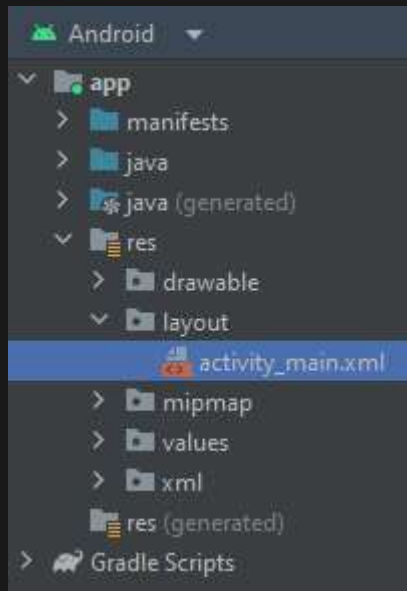 Android
app
manifests
java
java (generated)
res
drawable
layout
activity_main.xml
mipmap
values
xml
res (generated)
Gradle Scripts